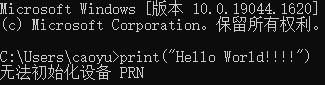 Microsoft Windows [版本 10.0.19044.1620]
(c) Microsoft Corporation。保留所有权利。
C:\Users\caoyu>print("Hello World!!!!")
无法初始化设备 PRN